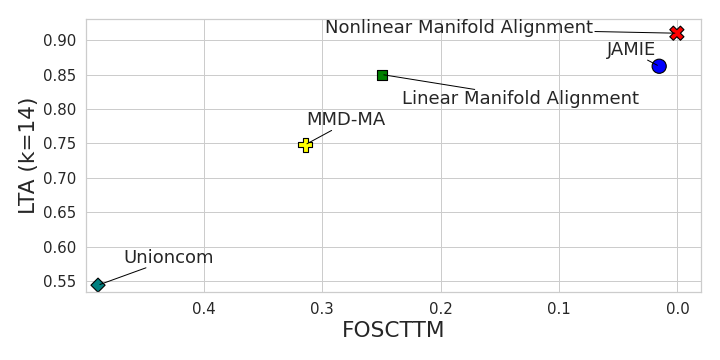 Nonlinear Manifold Alignment
JAMIE
Linear Manifold Alignment
MMD-MA
Unioncom
LTA (k=14)
0.90
0.85
0.80
0.75
0.70
0.65
0.60
0.55
0.4 0.3 0.2 0.1 0.0
FOSCTTM